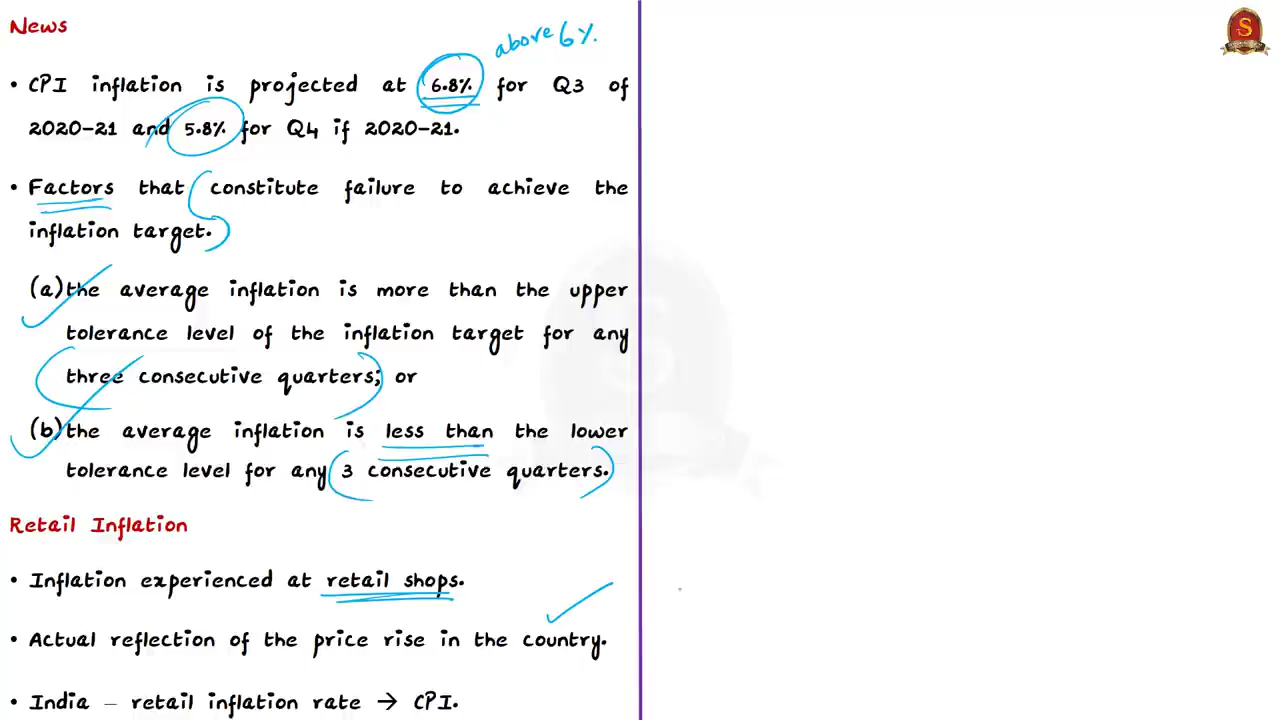 News
above 6%
• CPI inflation is projected at 6.8% for Q3 of
2020-21 and 5.8% for Q4 if 2020-21.
• Factors that constitute failure to achieve the
inflation target.
(a) the average inflation is more than the upper
tolerance level of the inflation target for any
three consecutive quarters; or
(b) the average inflation is less than the lower
tolerance level for any 3 consecutive quarters.
Retail Inflation
• Inflation experienced at retail shops.
• Actual reflection of the price rise in the country.
• India – retail inflation rate → CPI.
S